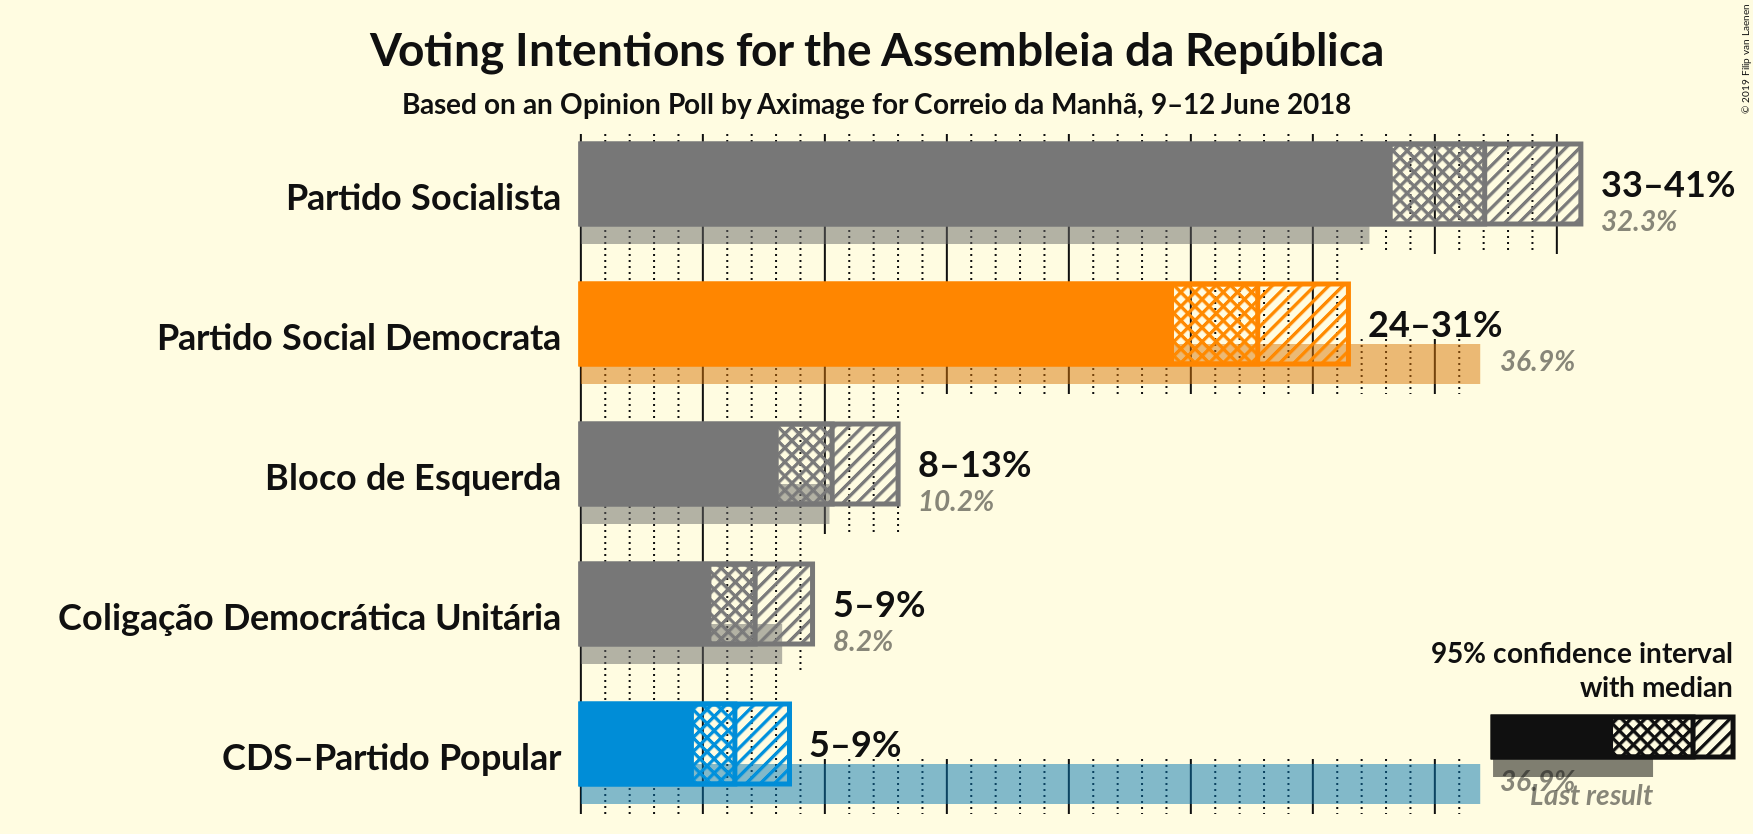 Voting Intentions for the Assembleia da República
Based on an Opinion Poll by Aximage for Correio da Manhã, 9–12 June 2018
© 2019 Filip van Laenen
Partido Socialista
33–41%
32.3%
Partido Social Democrata
24–31%
36.9%
Bloco de Esquerda
8–13%
10.2%
Coligação Democrática Unitária
5–9%
8.2%
CDS–Partido Popular
5–9%
36.9%
95% confidence interval
with median
Last result